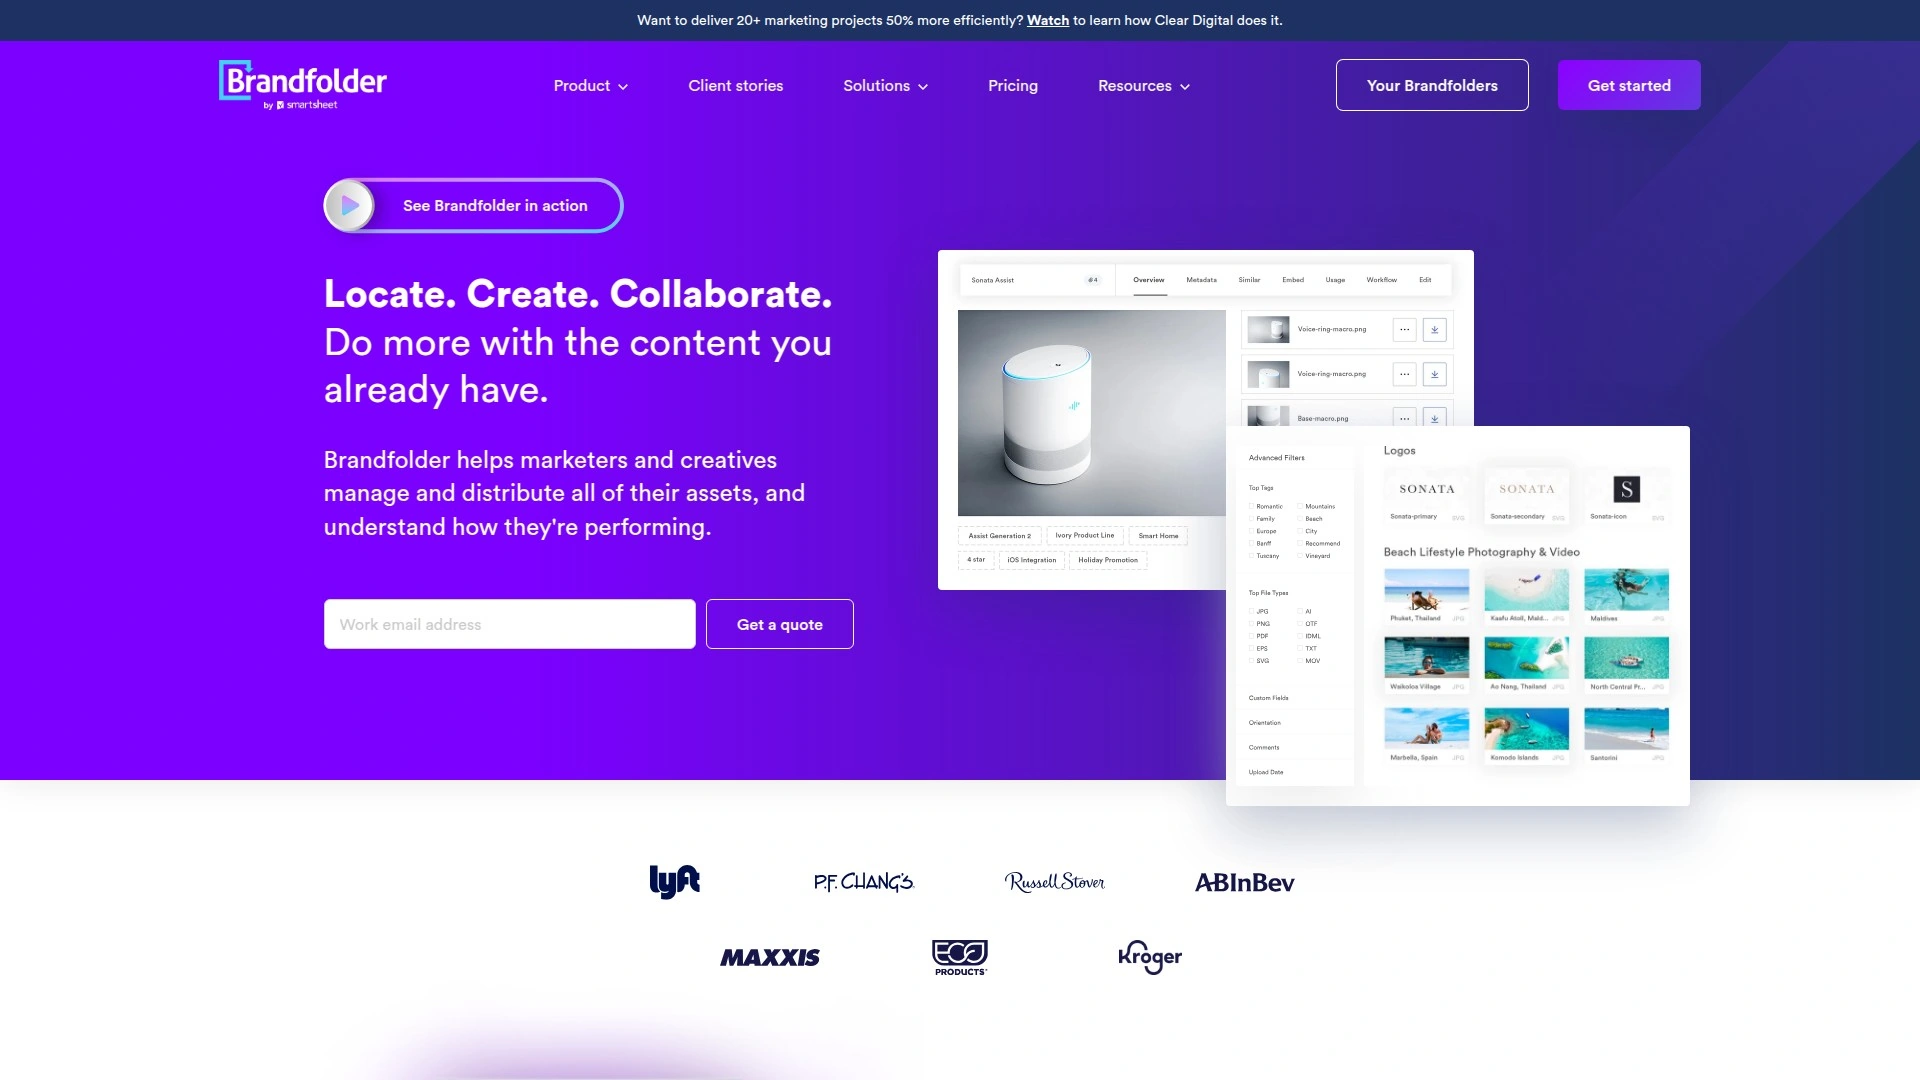 Want to deliver 20+ marketing projects 50% more efficiently? Watch to learn how Clear Digital does it.
Brandfolder
by smartsheet
Product
Client stories
Solutions
Pricing
Resources
Your Brandfolders
Get started
See Brandfolder in action
Locate. Create. Collaborate.
Do more with the content you
already have.
Brandfolder helps marketers and creatives
manage and distribute all of their assets, and
understand how they're performing.
Work email address
Get a quote
Sonata Assist
Overview Metadata Similar Embed Usage Workflow Edit
Voice-ring-macro.png
Voice-ring-macro.png
Base-macro.png
Assist Generation 2 Ivory Product Line Smart Home
4 star iOS Integration Holiday Promotion
Advanced Filters
Top Tags
Romantic Mountains
Family Beach
Europe City
Banff Recommend
Tuscany Vineyard
Top File Types
JPG AI
PNG OTF
PDF IDML
EPS TXT
SVG MOV
Custom Fields
Orientation
Comments
Upload Date
Logos
SONATA SONATA S
Sonata-primary SVG Sonata-secondary SVG Sonata-icon SVG
Beach Lifestyle Photography & Video
Phuket, Thailand JPG Kaafu Atoll, Mald... JPG Maldives JPG
Waikoloa Village JPG Ao Nang, Thailand JPG North Central Pr... JPG
Marbella, Spain JPG Komodo Islands JPG Santorini JPG
lyft
P.F. CHANG'S
Russell Stover
ABInBev
MAXXIS
ECO
PRODUCTS
Kroger